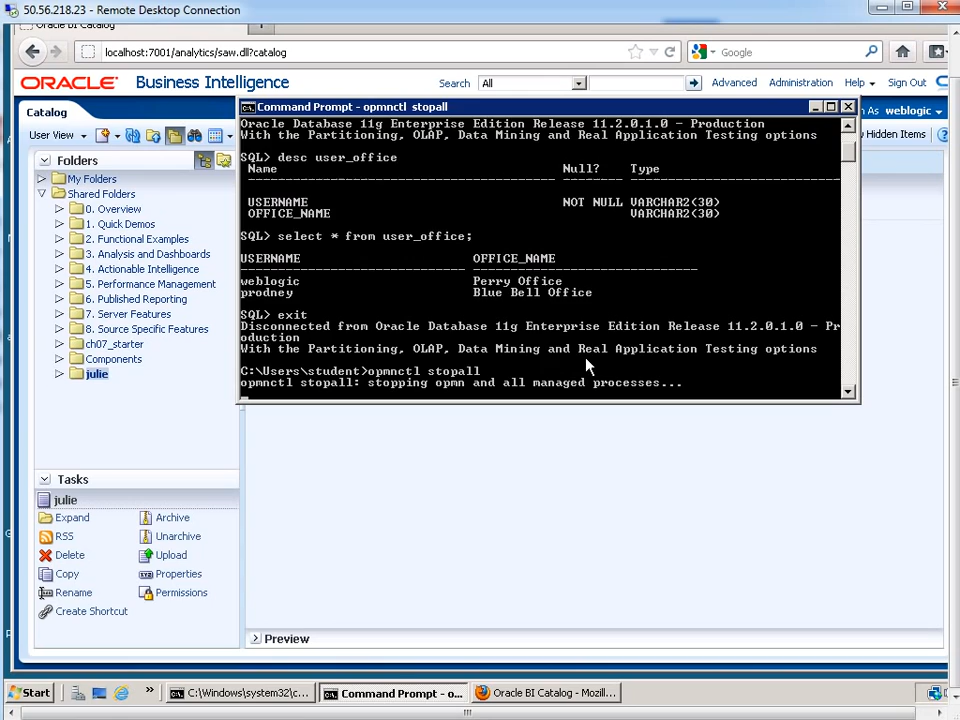 50.56.218.23 - Remote Desktop Connection
Oracle BI Catalog
localhost:7001/analytics/saw.dll?catalog
Google
ORACLE Business Intelligence
Search All Advanced Administration Help Sign Out
Catalog
As weblogic
User View
Hidden Items
Command Prompt - opmnctl stopall
Oracle Database 11g Enterprise Edition Release 11.2.0.1.0 - Production
With the Partitioning, OLAP, Data Mining and Real Application Testing options
SQL> desc user_office
Name Null? Type
USERNAME NOT NULL VARCHAR2(30)
OFFICE_NAME VARCHAR2(30)
SQL> select * from user_office;
USERNAME OFFICE_NAME
weblogic Perry Office
prodney Blue Bell Office
SQL> exit
Disconnected from Oracle Database 11g Enterprise Edition Release 11.2.0.1.0 - Pr
oduction
With the Partitioning, OLAP, Data Mining and Real Application Testing options
C:\Users\student>opmnctl stopall
opmnctl stopall: stopping opmn and all managed processes...
Folders
My Folders
Shared Folders
0. Overview
1. Quick Demos
2. Functional Examples
3. Analysis and Dashboards
4. Actionable Intelligence
5. Performance Management
6. Published Reporting
7. Server Features
8. Source Specific Features
ch07_starter
Components
julie
Tasks
julie
Expand Archive
RSS Unarchive
Delete Upload
Copy Properties
Rename Permissions
Create Shortcut
Preview
Start
C:\Windows\system32\c...
Command Prompt - o...
Oracle BI Catalog - Mozill...